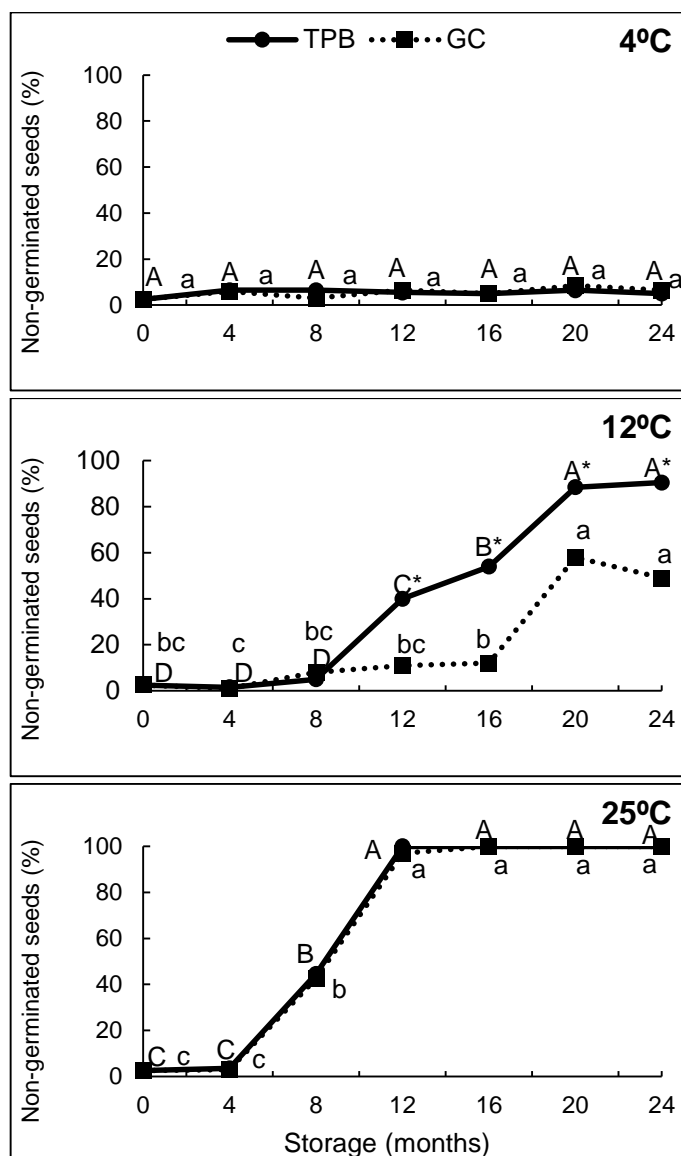 TPB GC 4ºC
Non-germinated seeds (%)
100
80
60
40
20
0
A a A a A a A a A a A a A a
0 4 8 12 16 20 24
12ºC
Non-germinated seeds (%)
100
80
60
40
20
0
A* A*
a a
B*
C*
bc c bc bc b
D D D
0 4 8 12 16 20 24
25ºC
Non-germinated seeds (%)
100
80
60
40
20
0
A A A A
a a a a
B
b
C c C c
0 4 8 12 16 20 24
Storage (months)